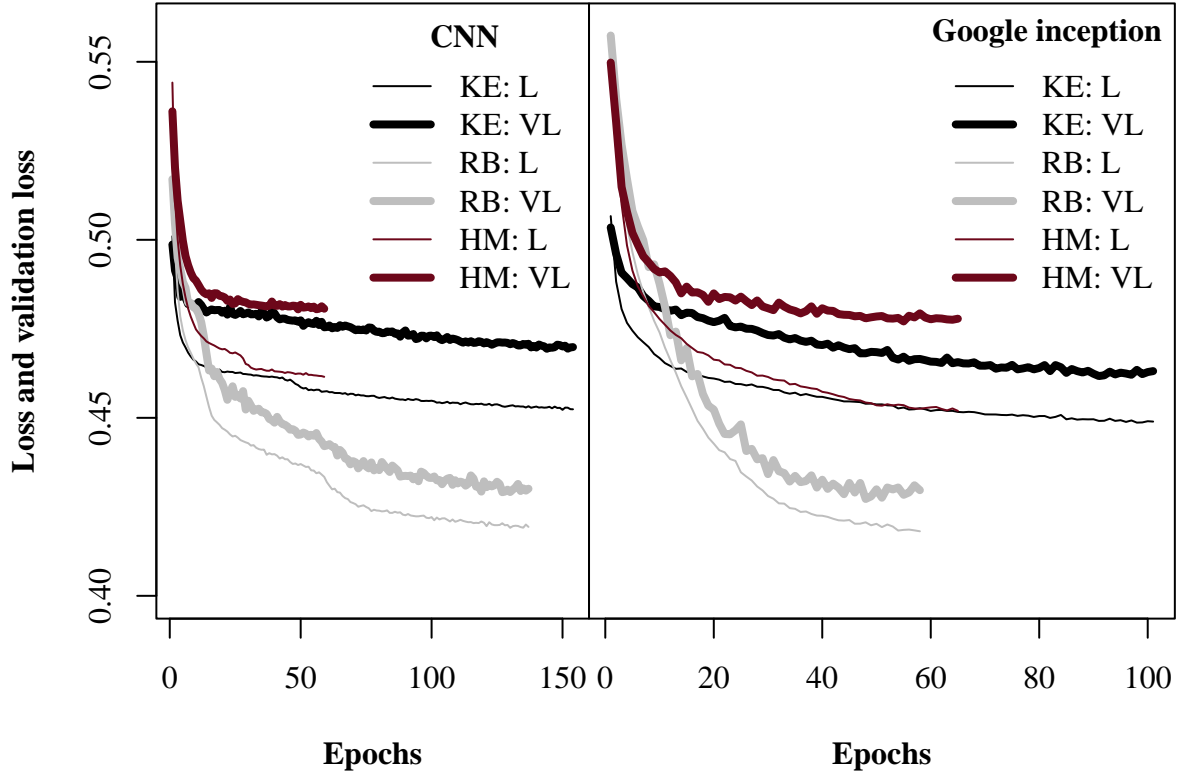 Loss and validation loss
0.55
0.50
0.45
0.40
CNN
KE: L
KE: VL
RB: L
RB: VL
HM: L
HM: VL
0
50
100
150
Epochs
Google inception
KE: L
KE: VL
RB: L
RB: VL
HM: L
HM: VL
0
20
40
60
80
100
Epochs